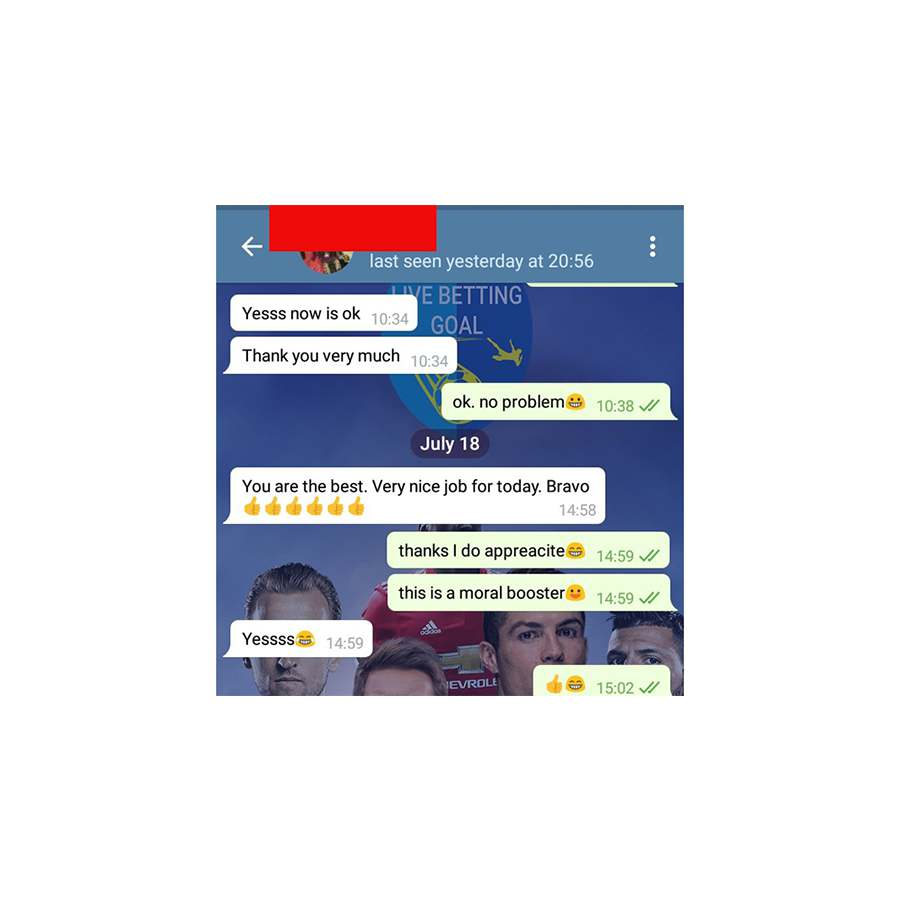 last seen yesterday at 20:56
LIVE BETTING
GOAL
Yesss now is ok 10:34
Thank you very much 10:34
ok. no problem😀 10:38
July 18
You are the best. Very nice job for today. Bravo
👍👍👍👍👍👍 14:58
thanks I do appreacite😁 14:59
this is a moral booster😃 14:59
adidas
Yessss😂 14:59
CHEVROLE
👍😁 15:02